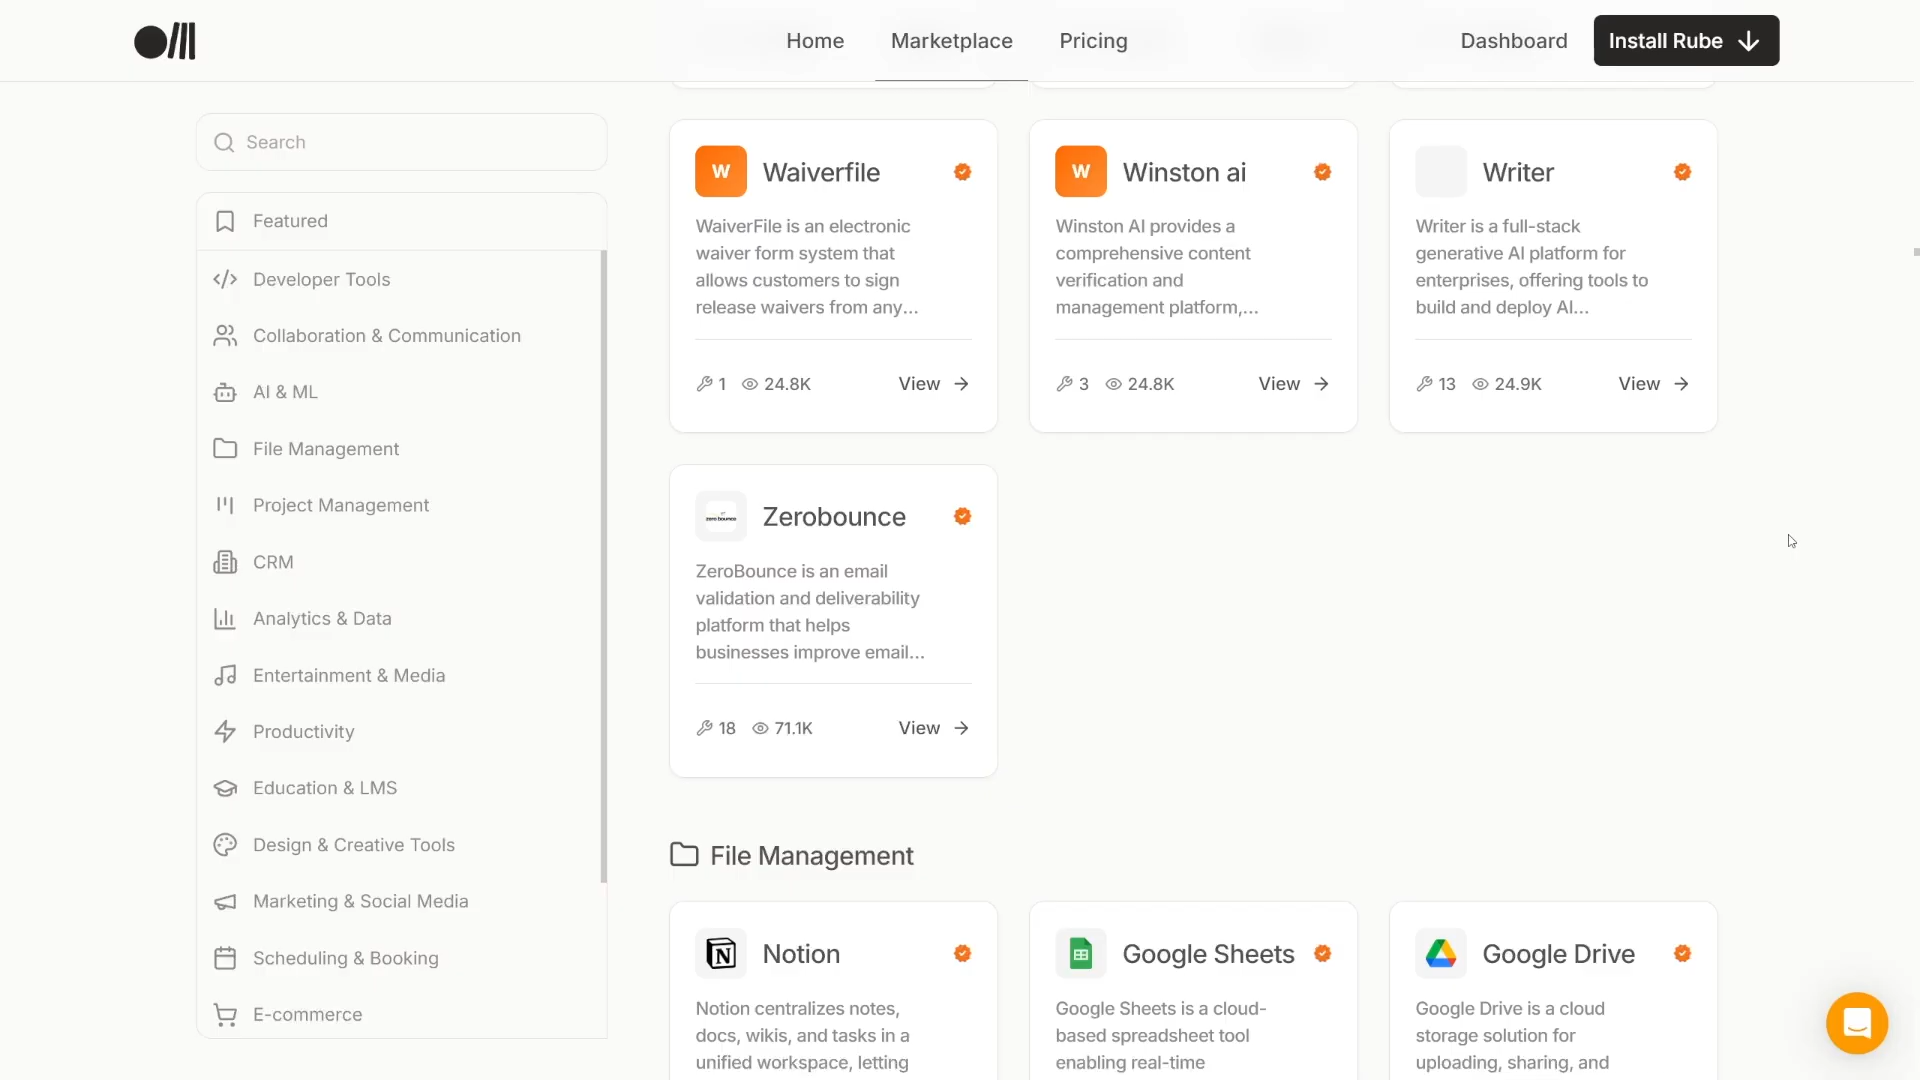 Home
Marketplace
Pricing
Dashboard
Install Rube
Search
Featured
Developer Tools
Collaboration & Communication
AI & ML
File Management
Project Management
CRM
Analytics & Data
Entertainment & Media
Productivity
Education & LMS
Design & Creative Tools
Marketing & Social Media
Scheduling & Booking
E-commerce
W
Waiverfile
WaiverFile is an electronic
waiver form system that
allows customers to sign
release waivers from any...
1
24.8K
View
W
Winston ai
Winston AI provides a
comprehensive content
verification and
management platform,...
3
24.8K
View
Writer
Writer is a full-stack
generative AI platform for
enterprises, offering tools to
build and deploy AI...
13
24.9K
View
zero bounce
Zerobounce
ZeroBounce is an email
validation and deliverability
platform that helps
businesses improve email...
18
71.1K
View
File Management
Notion
Notion centralizes notes,
docs, wikis, and tasks in a
unified workspace, letting
Google Sheets
Google Sheets is a cloud-
based spreadsheet tool
enabling real-time
Google Drive
Google Drive is a cloud
storage solution for
uploading, sharing, and